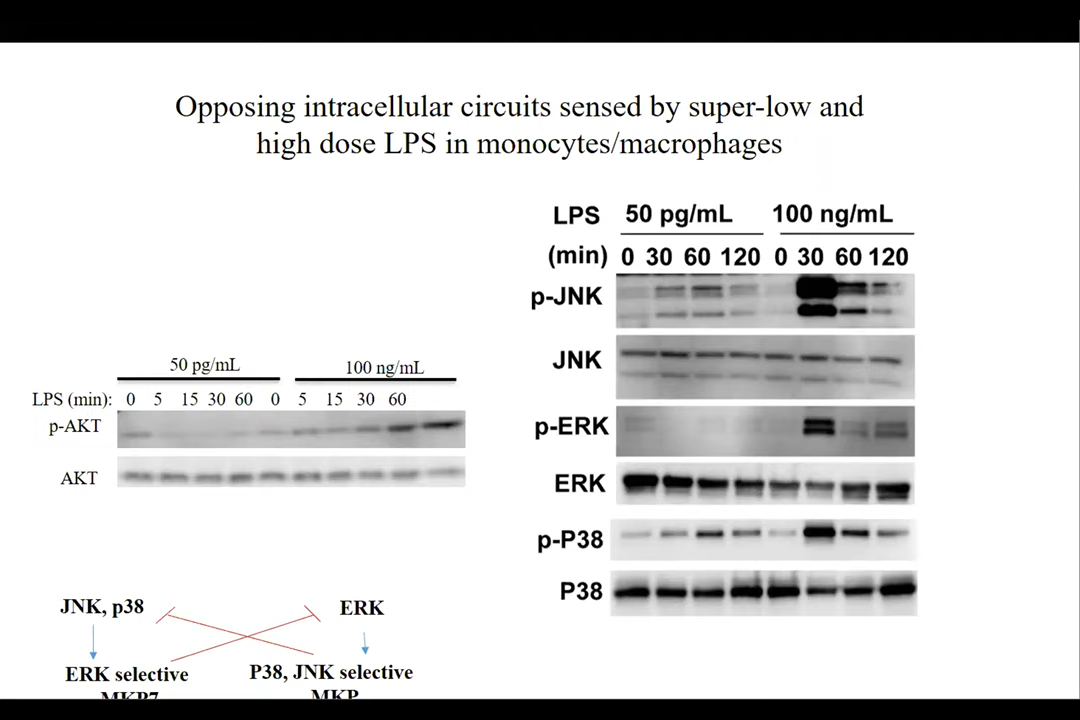 Opposing intracellular circuits sensed by super-low and
high dose LPS in monocytes/macrophages
LPS 50 pg/mL 100 ng/mL
(min) 0 30 60 120 0 30 60 120
p-JNK
JNK
p-ERK
ERK
p-P38
P38
50 pg/mL 100 ng/mL
LPS (min): 0 5 15 30 60 0 5 15 30 60
p-AKT
AKT
JNK, p38 ERK
ERK selective P38, JNK selective
MKP7 MKP